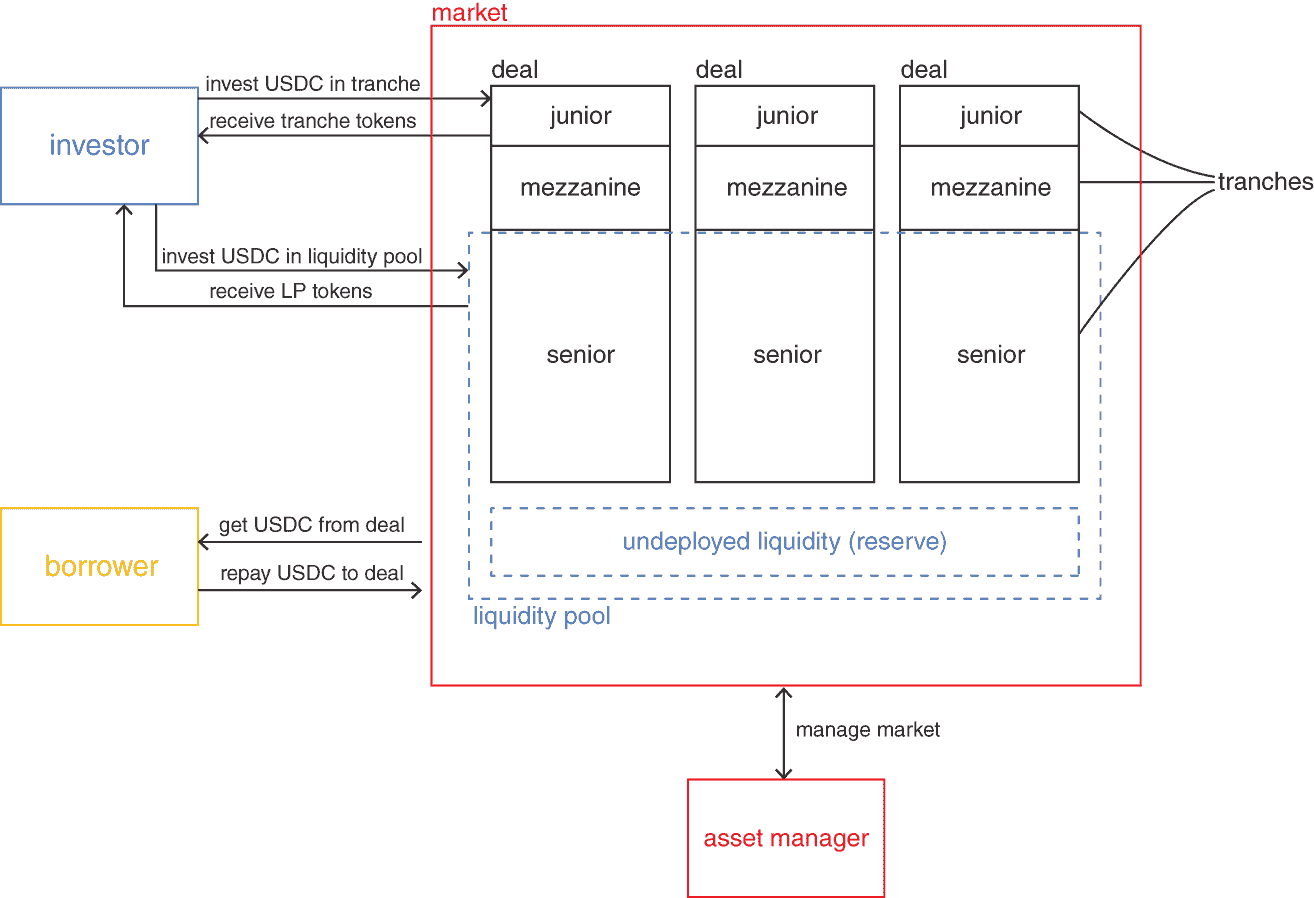 market
deal
deal
deal
invest USDC in tranche
junior
junior
junior
receive tranche tokens
investor
mezzanine
mezzanine
mezzanine
tranches
invest USDC in liquidity pool
receive LP tokens
senior
senior
senior
get USDC from deal
undeployed liquidity (reserve)
borrower
repay USDC to deal
liquidity pool
manage market
asset manager